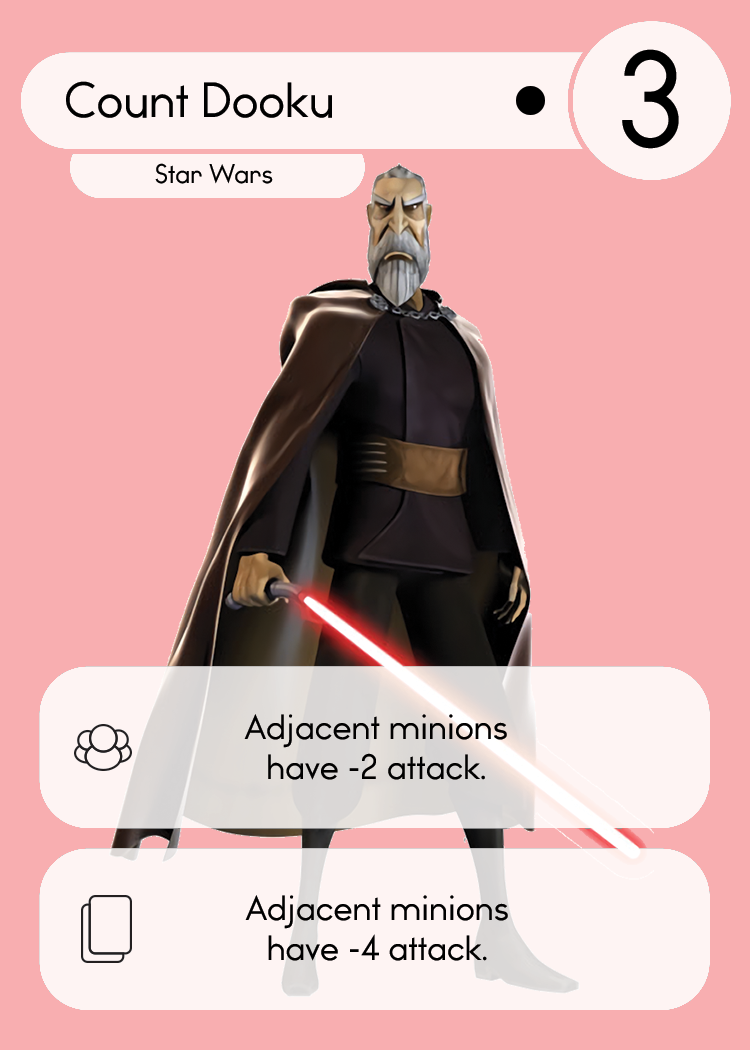 Count Dooku
3
Star Wars
Adjacent minions
have -2 attack.
Adjacent minions
have -4 attack.